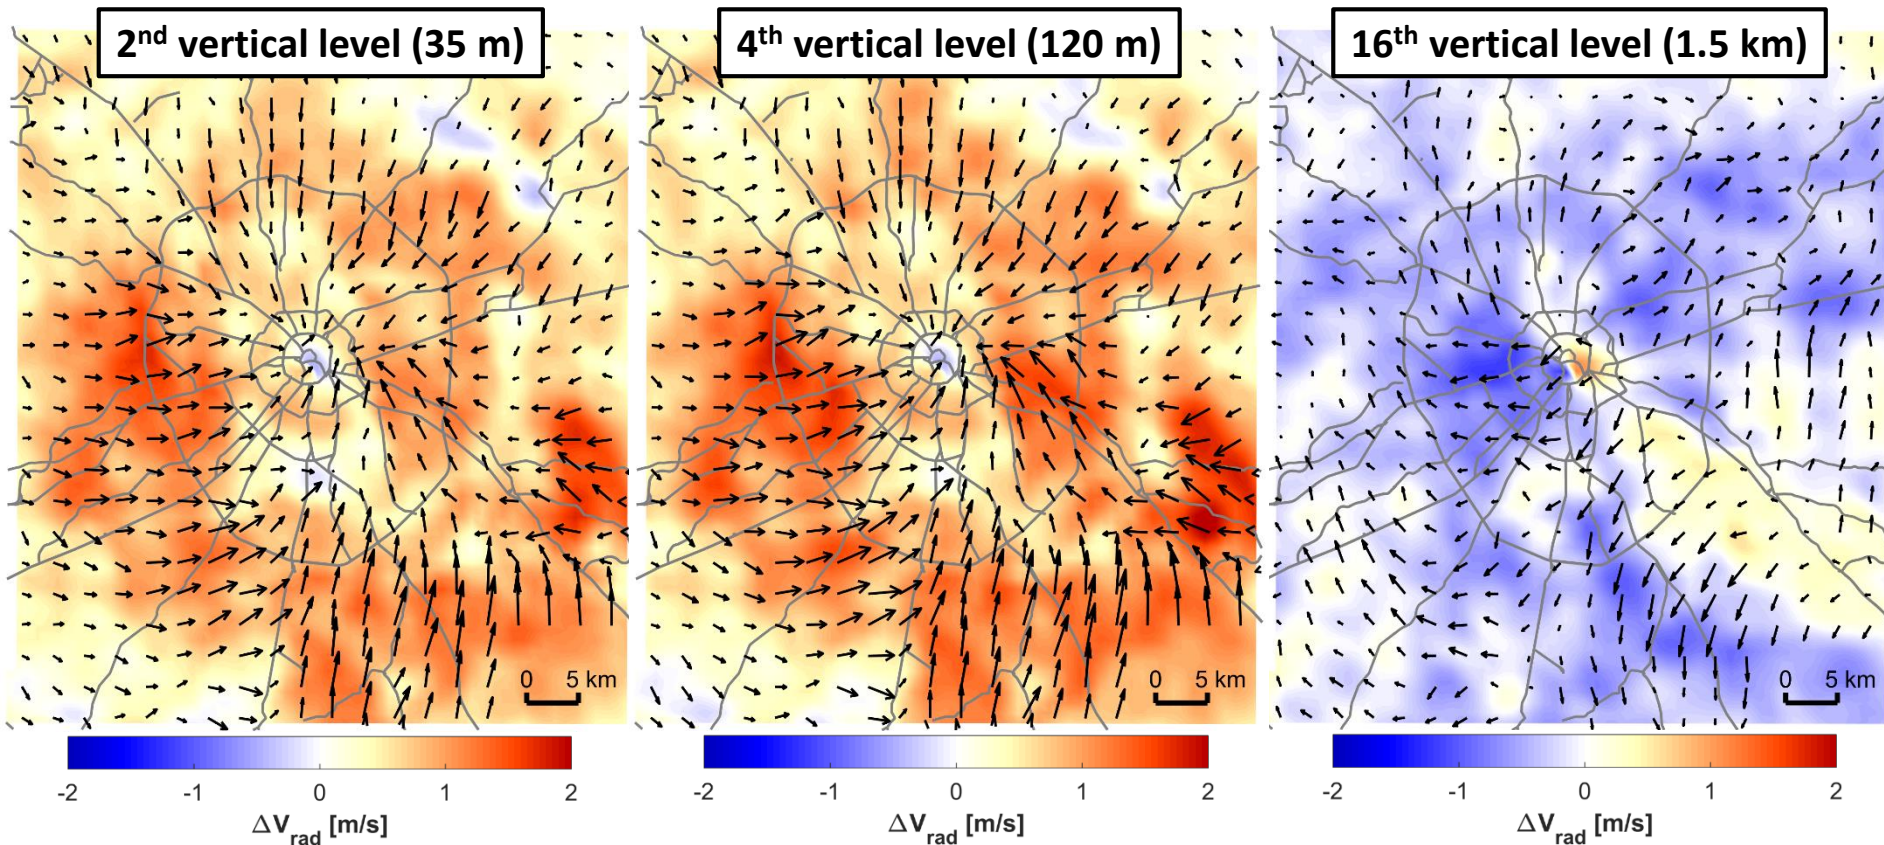 2nd vertical level (35 m)
4th vertical level (120 m)
16th vertical level (1.5 km)
0 5 km
0 5 km
0 5 km
-2 -1 0 1 2
-2 -1 0 1 2
-2 -1 0 1 2
ΔVrad [m/s]
ΔVrad [m/s]
ΔVrad [m/s]